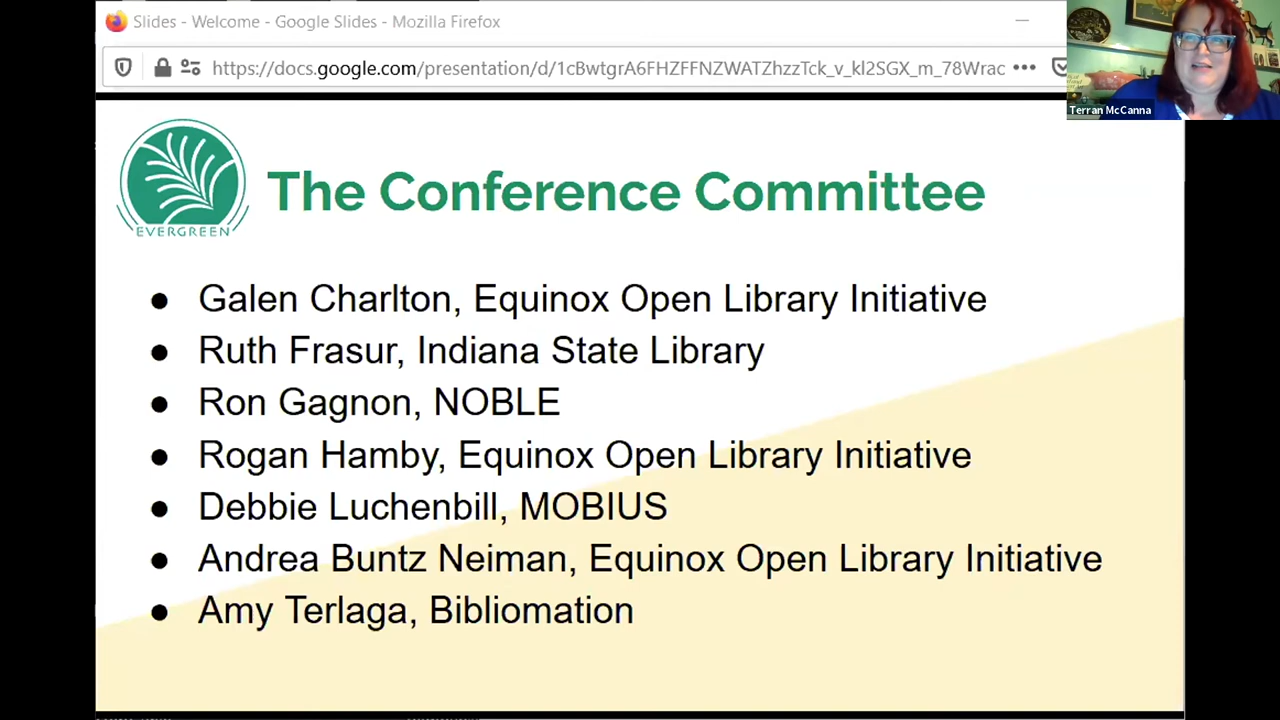 Slides - Welcome - Google Slides - Mozilla Firefox
https://docs.google.com/presentation/d/1cBwtgrA6FHZFFNZWATZhzzTck_v_kl2SGX_m_78Wrac
Terran McCanna
EVERGREEN
The Conference Committee
● Galen Charlton, Equinox Open Library Initiative
● Ruth Frasur, Indiana State Library
● Ron Gagnon, NOBLE
● Rogan Hamby, Equinox Open Library Initiative
● Debbie Luchenbill, MOBIUS
● Andrea Buntz Neiman, Equinox Open Library Initiative
● Amy Terlaga, Bibliomation